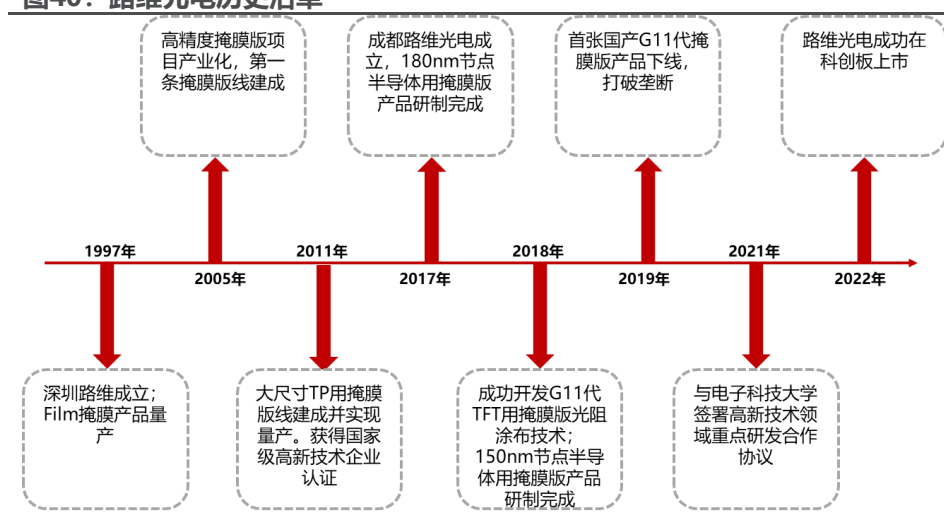 图40：路维光电历史沿革
高精度掩膜版项
目产业化，第一
条掩膜版线建成
成都路维光电成
立，180nm节点
半导体用掩膜版
产品研制完成
首张国产G11代掩
膜版产品下线，
打破垄断
路维光电成功在
科创板上市
1997年
2011年
2018年
2021年
2005年
2017年
2019年
2022年
深圳路维成立；
Film掩膜产品量
产
大尺寸TP用掩膜
版线建成并实现
量产。获得国家
级高新技术企业
认证
成功开发G11代
TFT用掩膜版光阻
涂布技术；
150nm节点半导
体用掩膜版产品
研制完成
与电子科技大学
签署高新技术领
域重点研发合作
协议